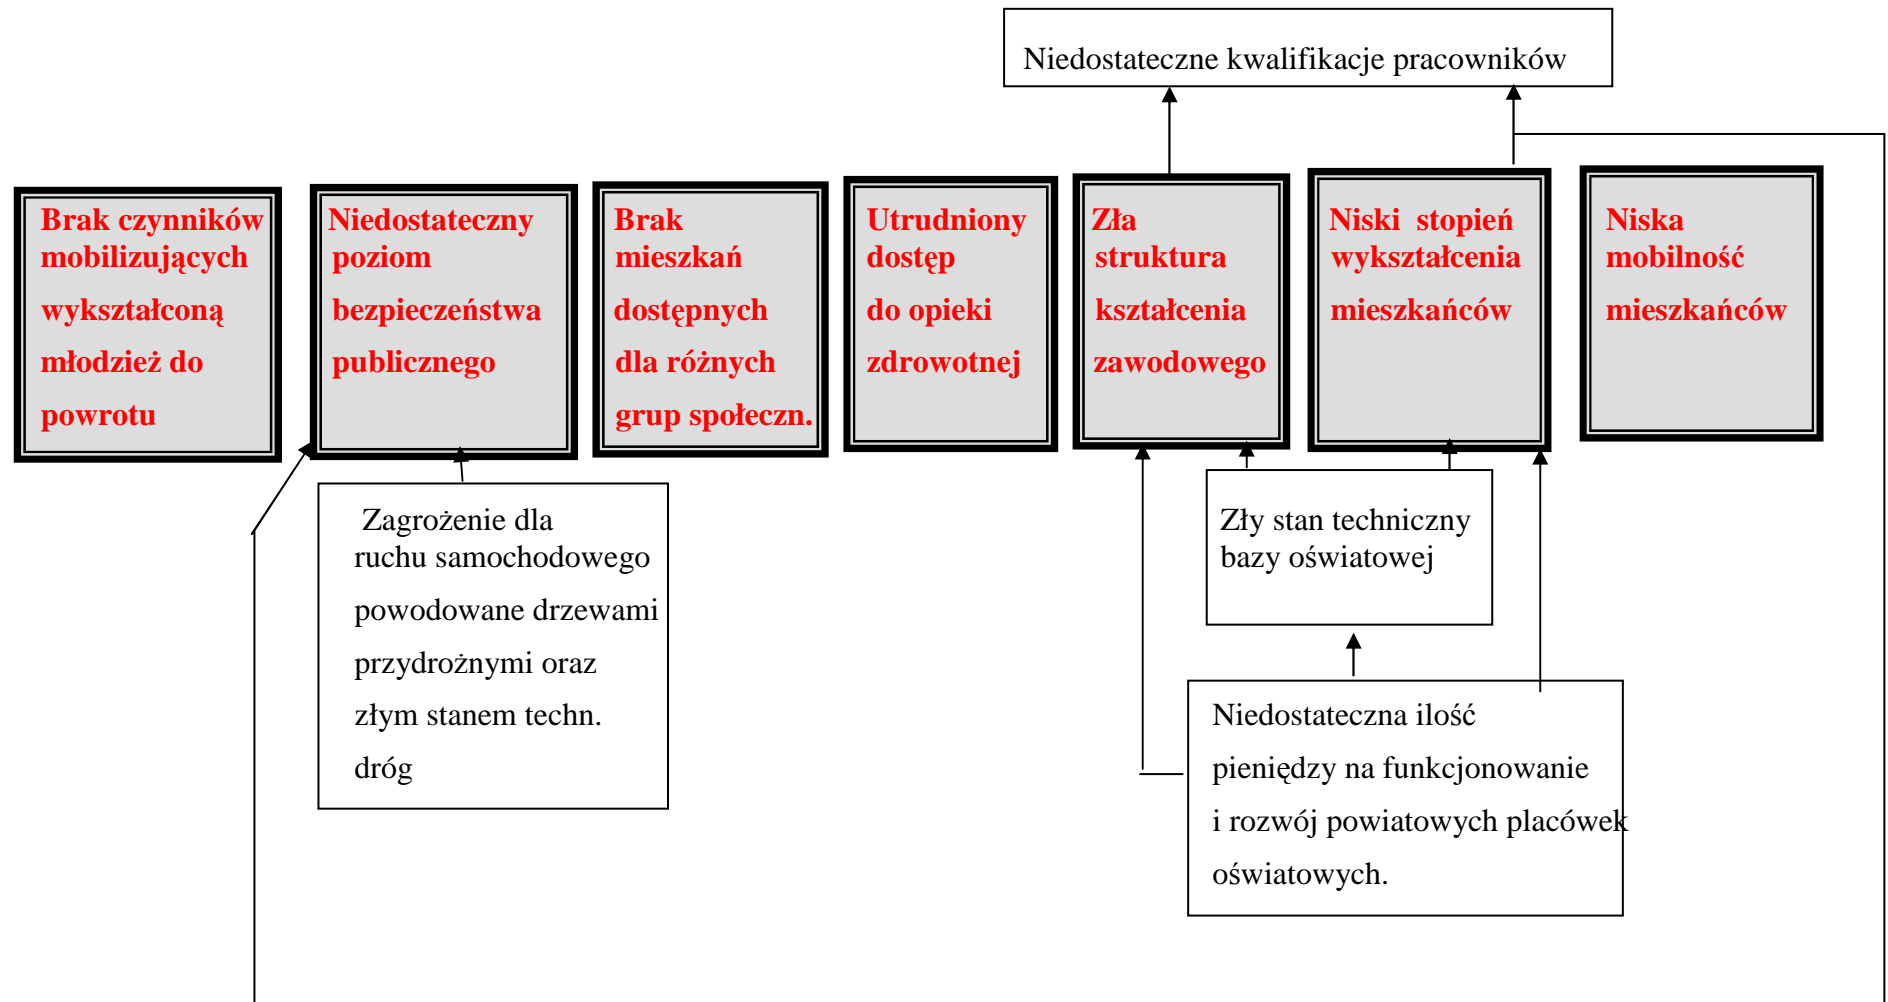 Niedostateczne kwalifikacje pracowników
Brak czynników
mobilizujących
wykształconą
młodzież do
powrotu
Niedostateczny
poziom
bezpieczeństwa
publicznego
Brak
mieszkań
dostępnych
dla różnych
grup społeczn.
Utrudniony
dostęp
do opieki
zdrowotnej
Zła
struktura
kształcenia
zawodowego
Niski stopień
wykształcenia
mieszkańców
Niska
mobilność
mieszkańców
Zagrożenie dla
ruchu samochodowego
powodowane drzewami
przydrożnymi oraz
złym stanem techn.
dróg
Zły stan techniczny
bazy oświatowej
Niedostateczna ilość
pieniędzy na funkcjonowanie
i rozwój powiatowych placówek
oświatowych.